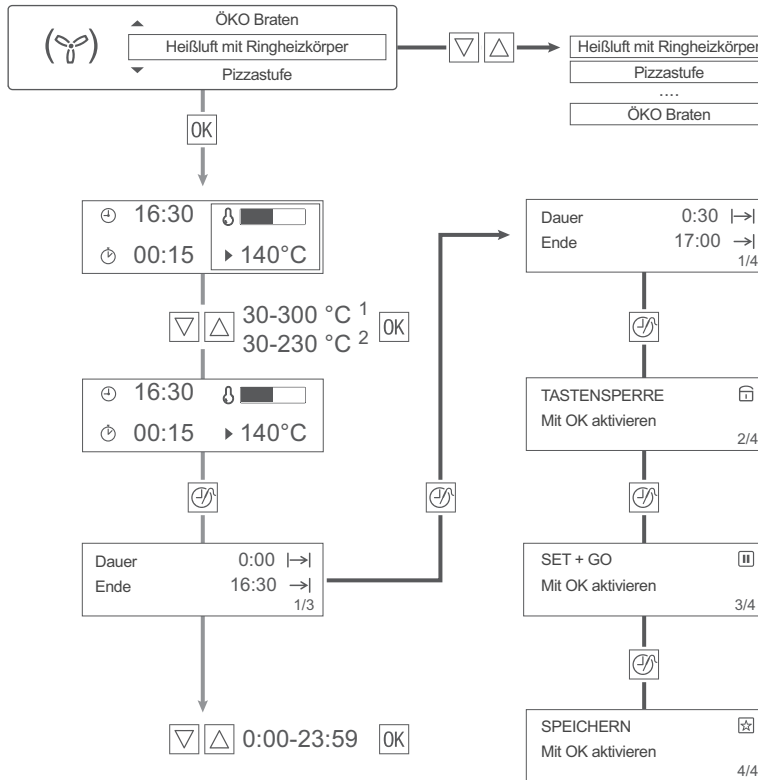 ÖKO Braten
Heißluft mit Ringheizkörper
Pizzastufe
Heißluft mit Ringheizkörper
Pizzastufe
....
ÖKO Braten
OK
16:30
00:15 140°C
30-300 °C 1
30-230 °C 2
OK
16:30
00:15 140°C
Dauer 0:00
Ende 16:30
1/3
0:00-23:59 OK
Dauer 0:30
Ende 17:00
1/4
TASTENSPERRE
Mit OK aktivieren
2/4
SET + GO
Mit OK aktivieren
3/4
SPEICHERN
Mit OK aktivieren
4/4